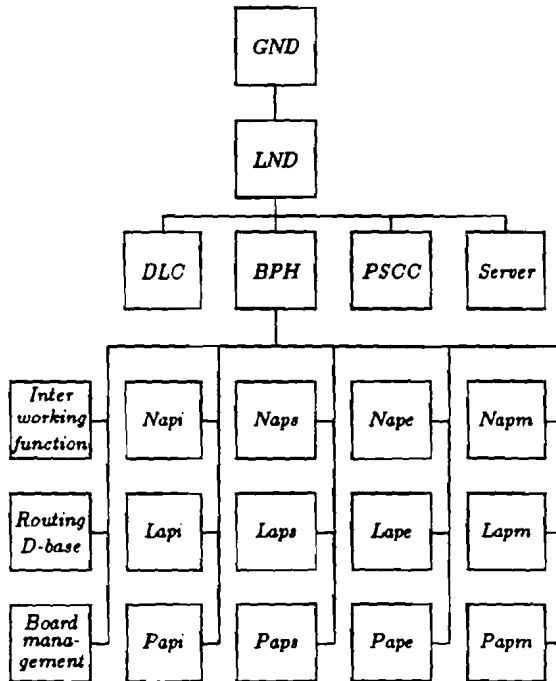 GND
LND
DLC BPH PSCC Server
Inter
working
function
Napi Naps Nape Napm
Routing
D-base
Lapi Laps Lape Lapm
Board
mana-
gement
Papi Paps Pape Papm